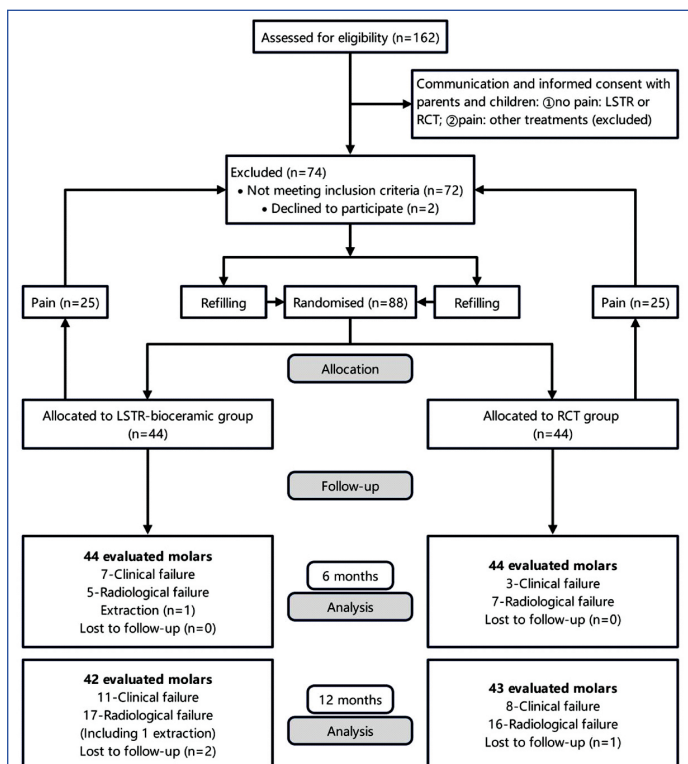 Assessed for eligibility (n=162)
Communication and informed consent with
parents and children: ①no pain: LSTR or
RCT; ②pain: other treatments (excluded)
Excluded (n=74)
• Not meeting inclusion criteria (n=72)
• Declined to participate (n=2)
Pain (n=25)
Refilling
Randomised (n=88)
Refilling
Pain (n=25)
Allocation
Allocated to LSTR-bioceramic group
(n=44)
Allocated to RCT group
(n=44)
Follow-up
44 evaluated molars
7-Clinical failure
5-Radiological failure
Extraction (n=1)
Lost to follow-up (n=0)
6 months
Analysis
44 evaluated molars
3-Clinical failure
7-Radiological failure
Lost to follow-up (n=0)
42 evaluated molars
11-Clinical failure
17-Radiological failure
(Including 1 extraction)
Lost to follow-up (n=2)
12 months
Analysis
43 evaluated molars
8-Clinical failure
16-Radiological failure
Lost to follow-up (n=1)